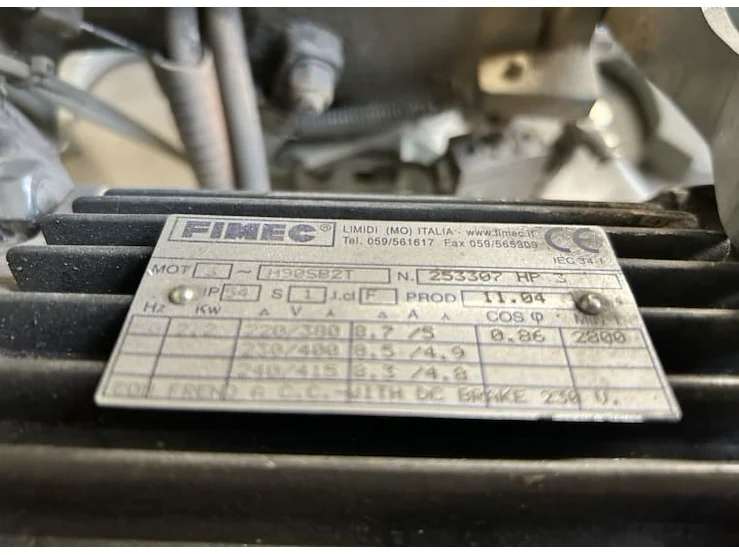 FIMEC® LIMIDI (MO) ITALIA - www.fimec.it
Tel. 059/561617 Fax 059/565309 CE
IEC 34-1
MOT 3 ~ N. 253307 HP 3
IP 54 S 1 I.cl F PROD 11.04
Hz KW Δ V Δ A COS φ
2.2 220/380 8.7 /5 0.86 2800
230/400 8.5 /4.9
240/415 8.3 /4.8
CON FRENO A C.C.-WITH DC BRAKE 230 V.